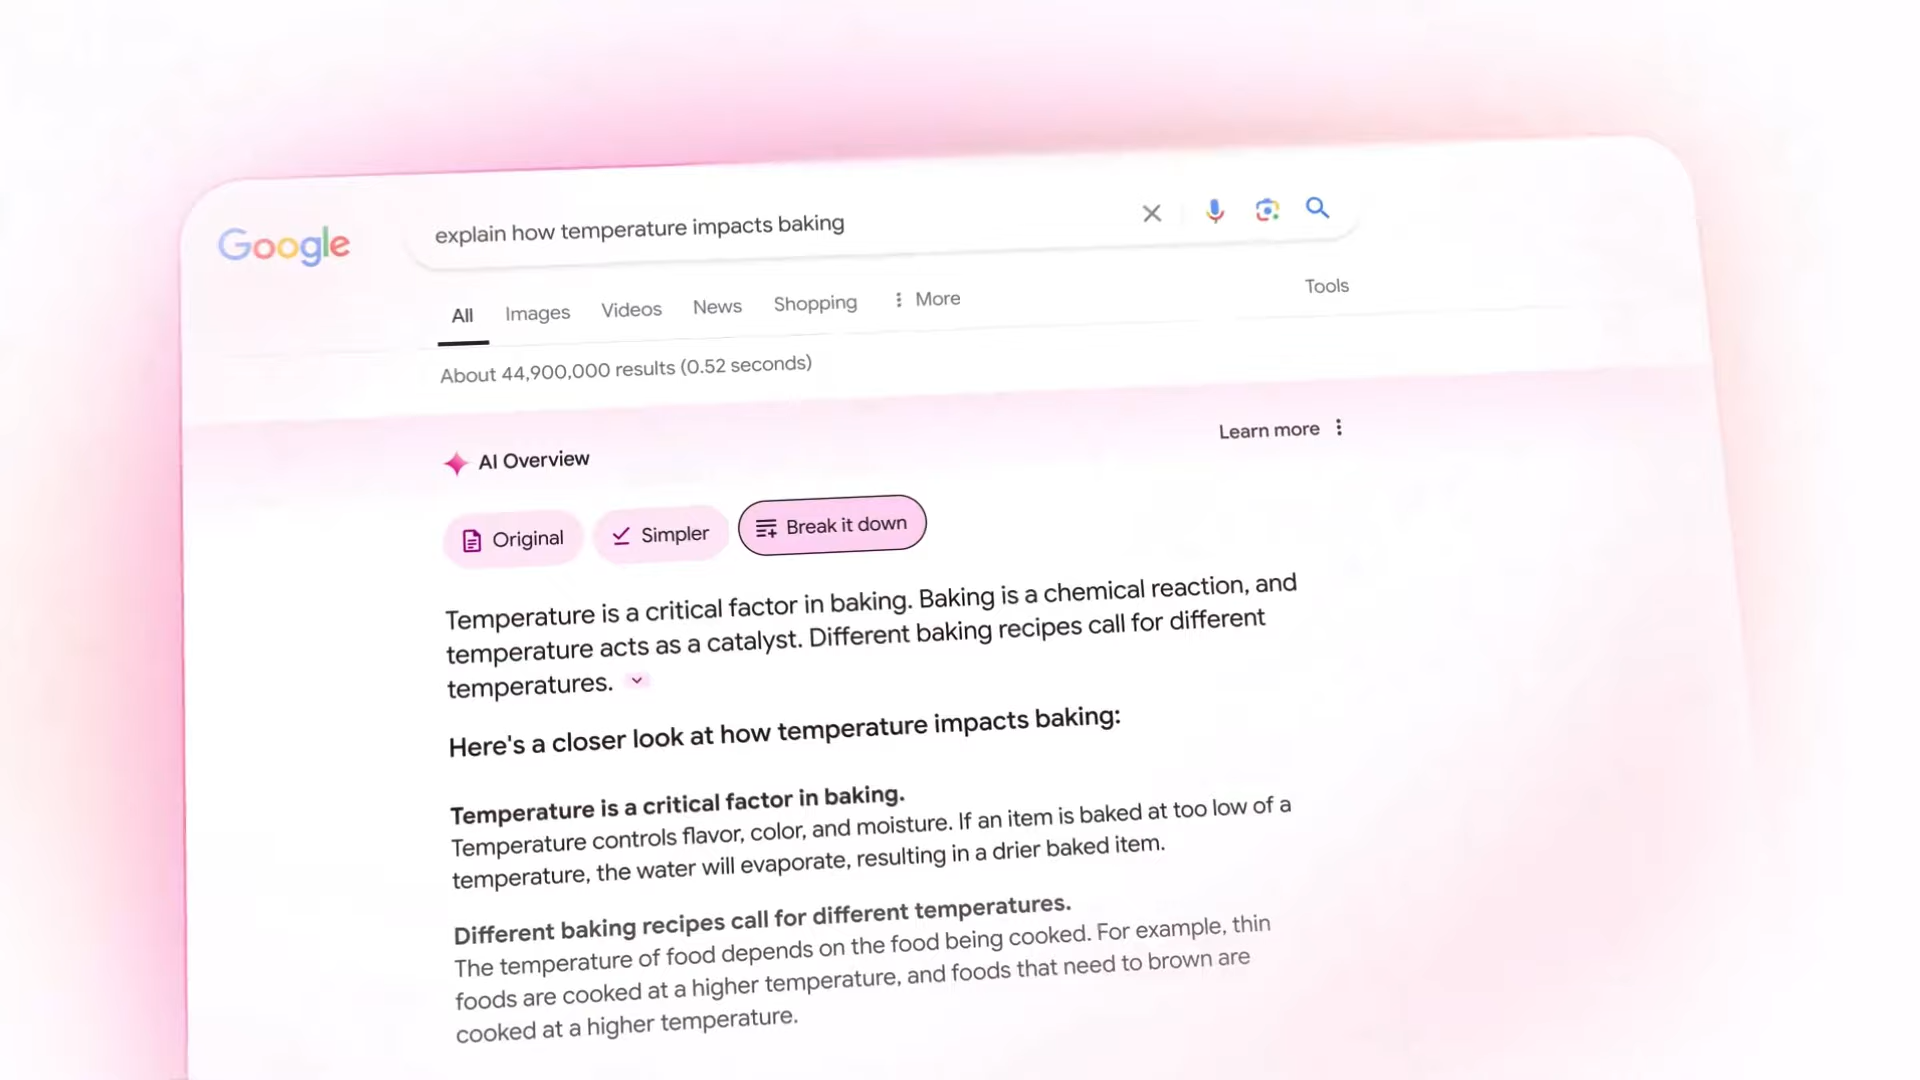 Google
explain how temperature impacts baking
All Images Videos News Shopping More Tools
About 44,900,000 results (0.52 seconds)
AI Overview
Learn more
Original Simpler Break it down
Temperature is a critical factor in baking. Baking is a chemical reaction, and
temperature acts as a catalyst. Different baking recipes call for different
temperatures.
Here's a closer look at how temperature impacts baking:
Temperature is a critical factor in baking.
Temperature controls flavor, color, and moisture. If an item is baked at too low of a
temperature, the water will evaporate, resulting in a drier baked item.
Different baking recipes call for different temperatures.
The temperature of food depends on the food being cooked. For example, thin
foods are cooked at a higher temperature, and foods that need to brown are
cooked at a higher temperature.